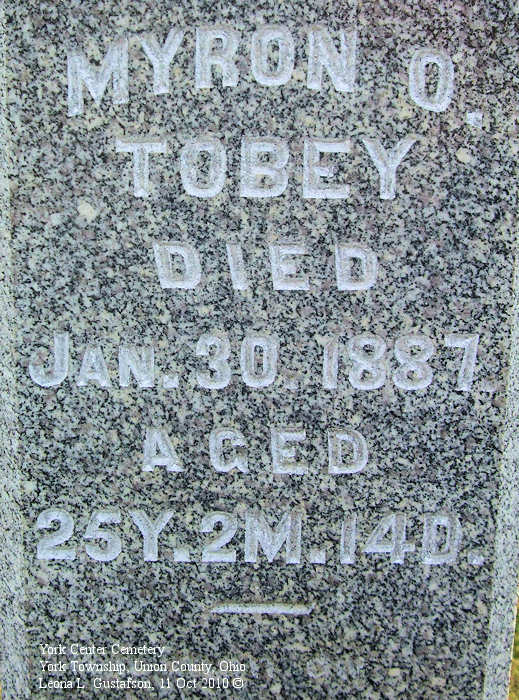 MYRON O.
TOBEY
DIED
JAN. 30. 1887.
AGED
25Y. 2M. 14D.
York Center Cemetery
York Township, Union County, Ohio
Leona L. Gustafson, 11 Oct 2010 ©